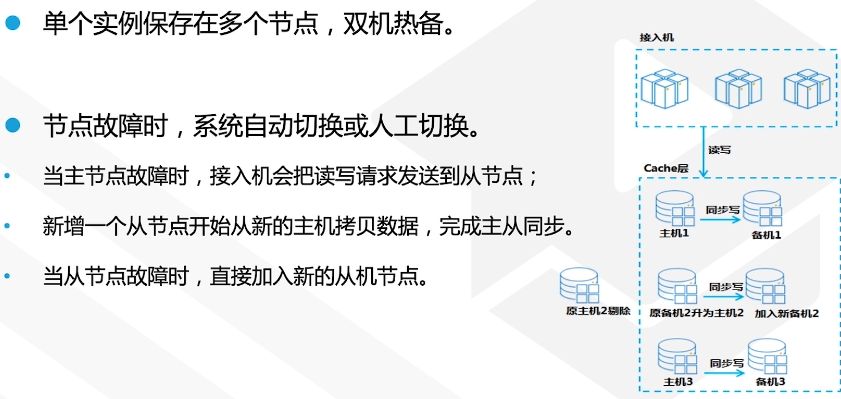 单个实例保存在多个节点，双机热备。
节点故障时，系统自动切换或人工切换。
当主节点故障时，接入机会把读写请求发送到从节点；
新增一个从节点开始从新的主机拷贝数据，完成主从同步。
当从节点故障时，直接加入新的从机节点。
接入机
读写
Cache层
同步写
主机1
备机1
同步写
原主机2剔除
原备机2升为主机2
加入新备机2
同步写
主机3
备机3